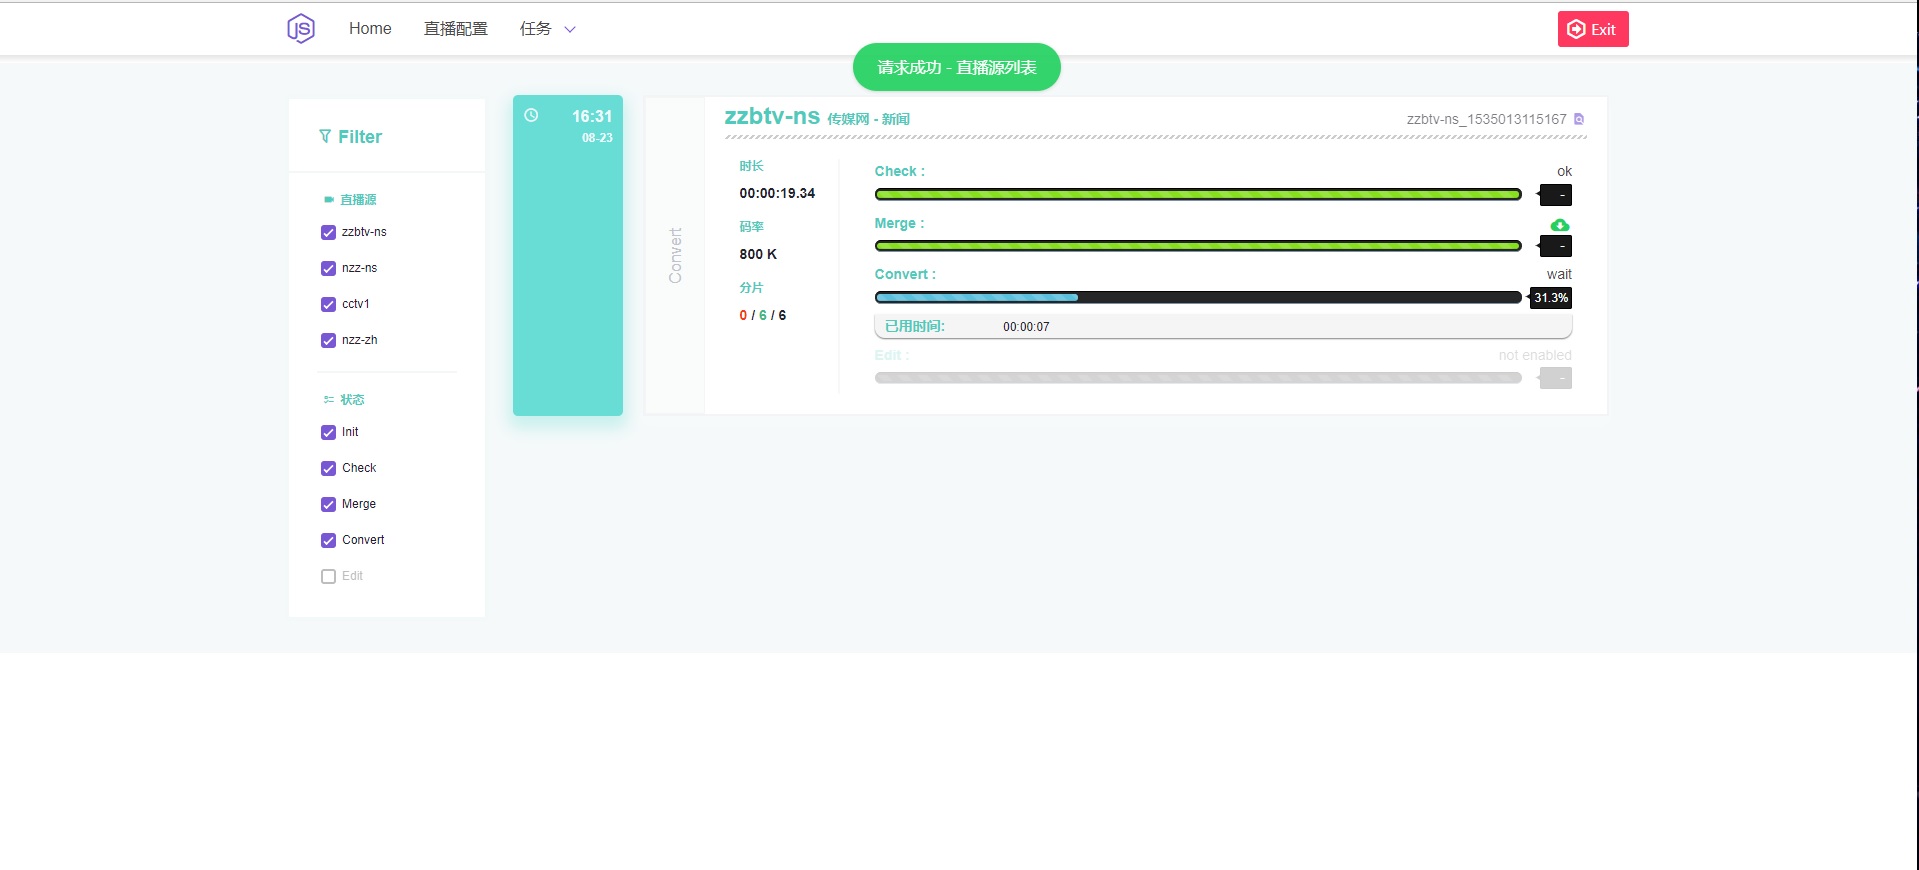 JS Home 直播配置 任务 Exit
请求成功 - 直播源列表
Filter
直播源
zzbtv-ns
nzz-ns
cctv1
nzz-zh
状态
Init
Check
Merge
Convert
Edit
16:31
08-23
Convert
zzbtv-ns 传媒网 - 新闻 zzbtv-ns_1535013115167
时长
00:00:19.34
码率
800 K
分片
0 / 6 / 6
Check : ok
-
Merge :
-
Convert : wait
31.3%
已用时间: 00:00:07
Edit : not enabled
-